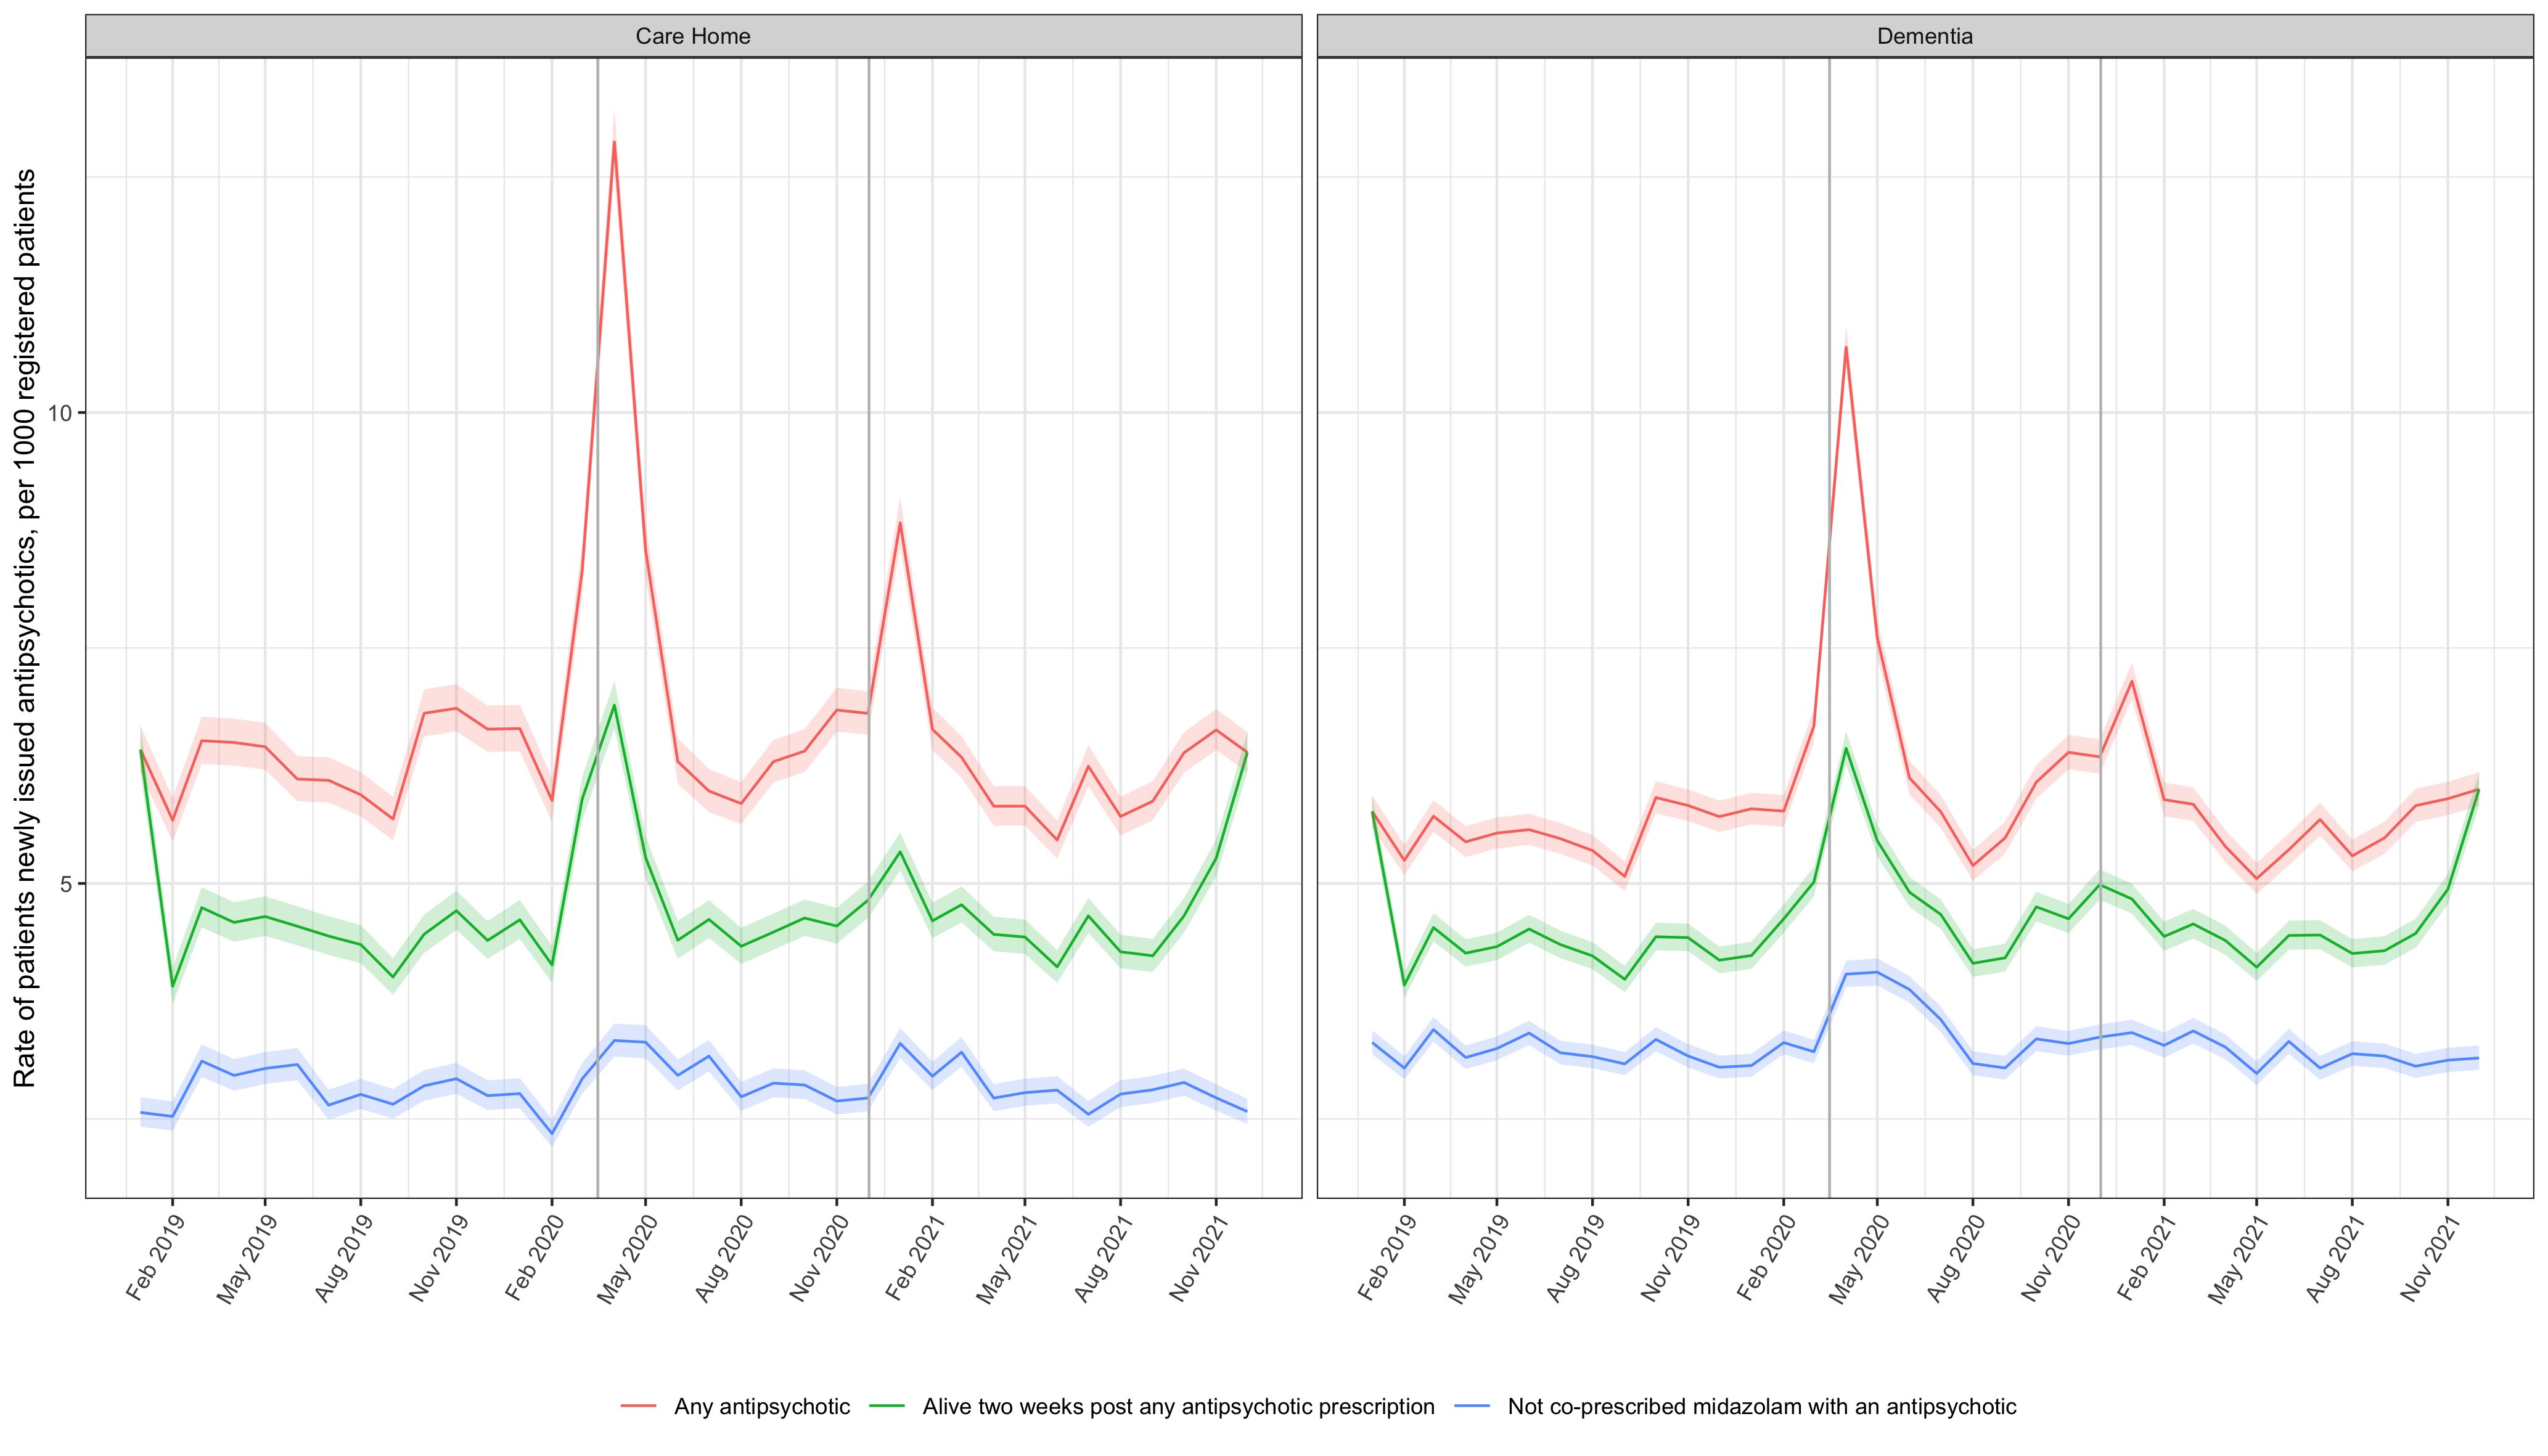 Care Home
Dementia
Rate of patients newly issued antipsychotics, per 1000 registered patients
10
5
Feb 2019
May 2019
Aug 2019
Nov 2019
Feb 2020
May 2020
Aug 2020
Nov 2020
Feb 2021
May 2021
Aug 2021
Nov 2021
Feb 2019
May 2019
Aug 2019
Nov 2019
Feb 2020
May 2020
Aug 2020
Nov 2020
Feb 2021
May 2021
Aug 2021
Nov 2021
Any antipsychotic
Alive two weeks post any antipsychotic prescription
Not co-prescribed midazolam with an antipsychotic